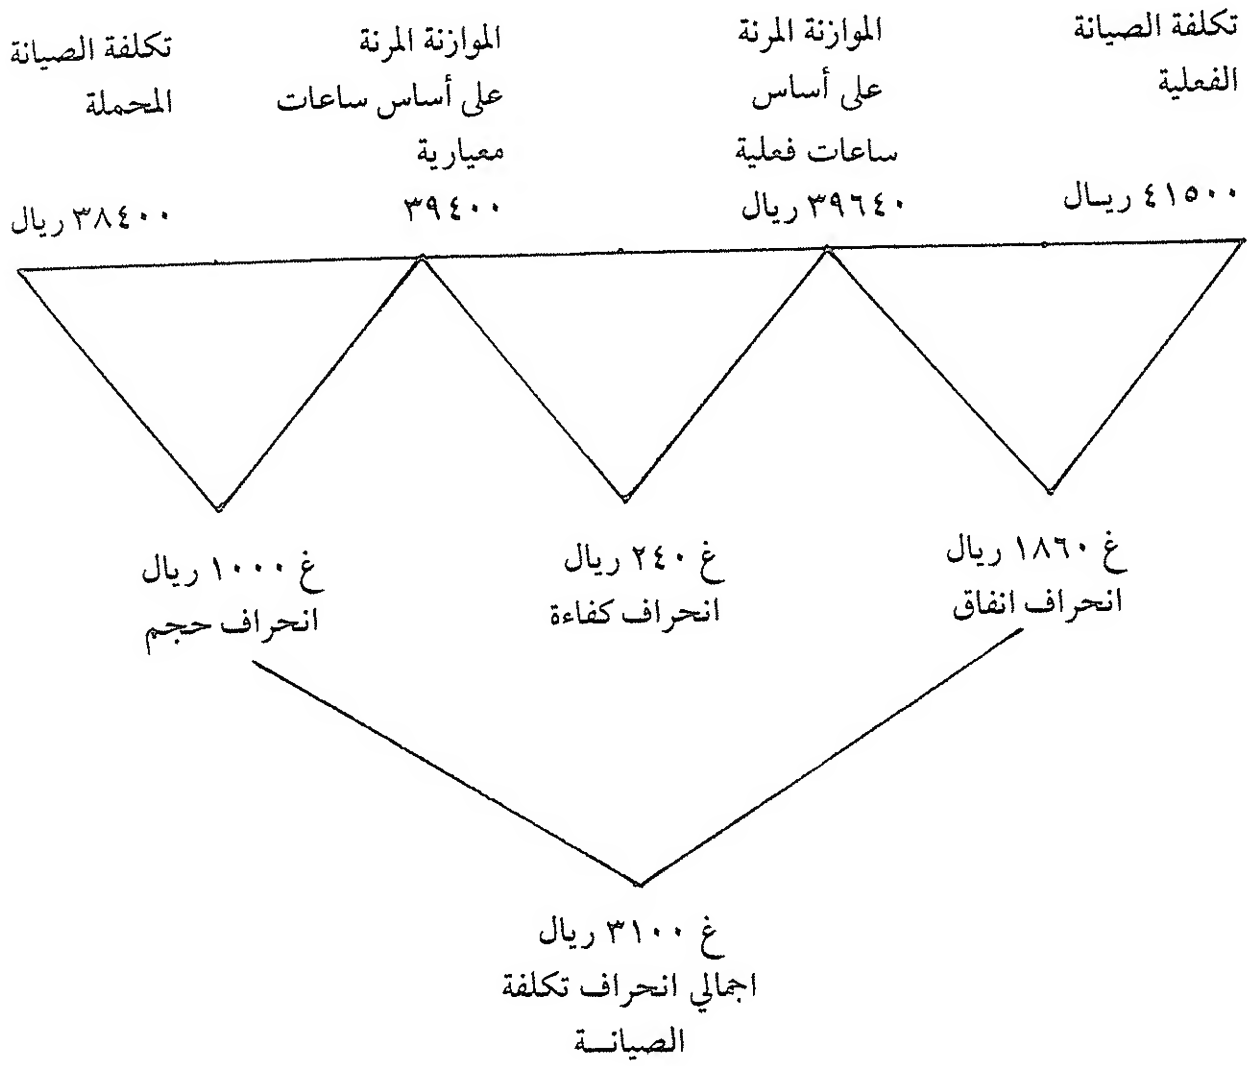 تكلفة الصيانة
الفعلية
٤١٥٠٠ ريال
الموازنة المرنة
على أساس
ساعات فعلية
٣٩٦٤٠ ريال
الموازنة المرنة
على أساس ساعات
معيارية
٣٩٤٠٠
تكلفة الصيانة
المحملة
٣٨٤٠٠ ريال
غ ١٨٦٠ ريال
انحراف انفاق
غ ٢٤٠ ريال
انحراف كفاءة
غ ١٠٠٠ ريال
انحراف حجم
غ ٣١٠٠ ريال
اجمالي انحراف تكلفة
الصيانــة